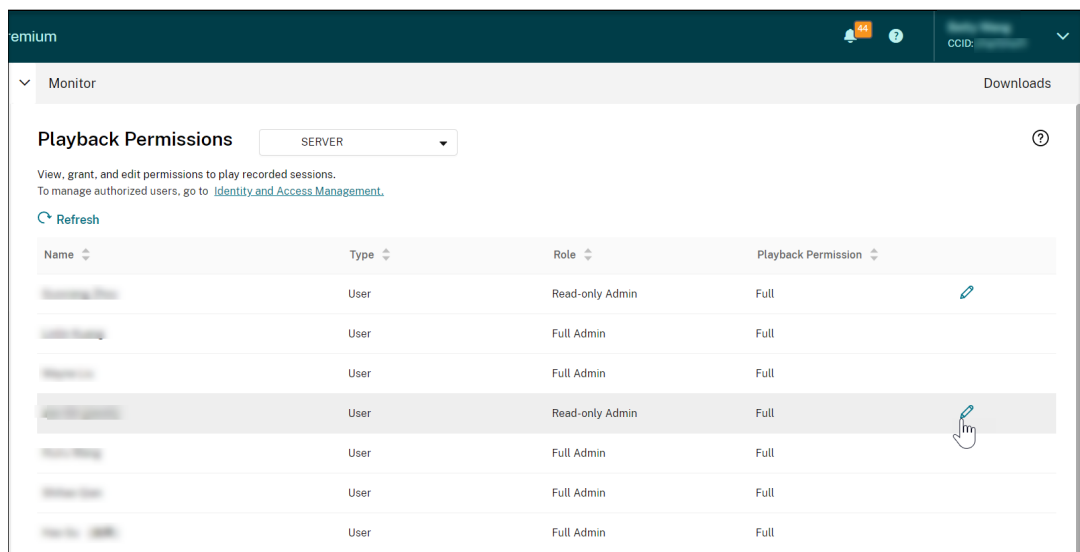 remium 44 ?
CCID:
Monitor Downloads
Playback Permissions SERVER ?
View, grant, and edit permissions to play recorded sessions.
To manage authorized users, go to Identity and Access Management.
Refresh
Name Type Role Playback Permission
User Read-only Admin Full
User Full Admin Full
User Full Admin Full
User Read-only Admin Full
User Full Admin Full
User Full Admin Full
User Full Admin Full